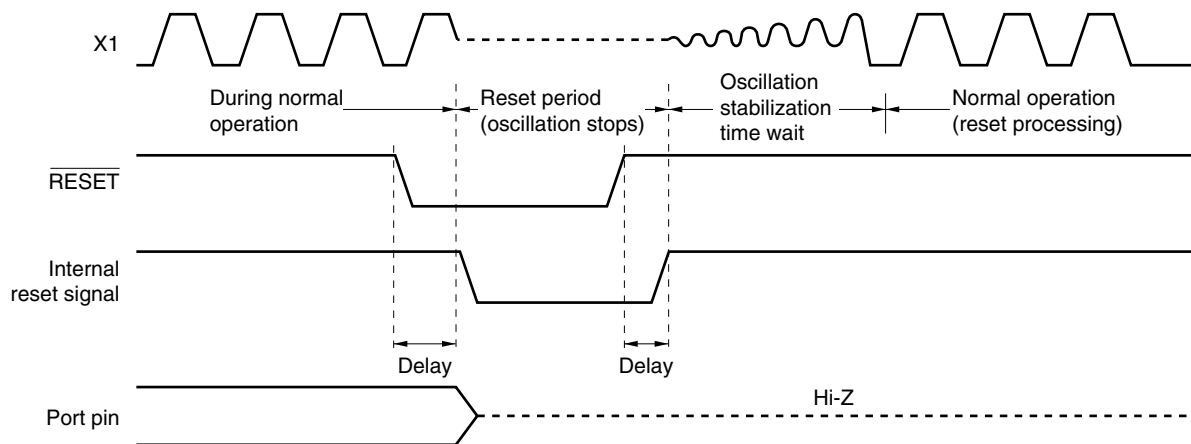 X1
During normal
operation
Reset period
(oscillation stops)
Oscillation
stabilization
time wait
Normal operation
(reset processing)
RESET
Internal
reset signal
Delay
Delay
Port pin
Hi-Z